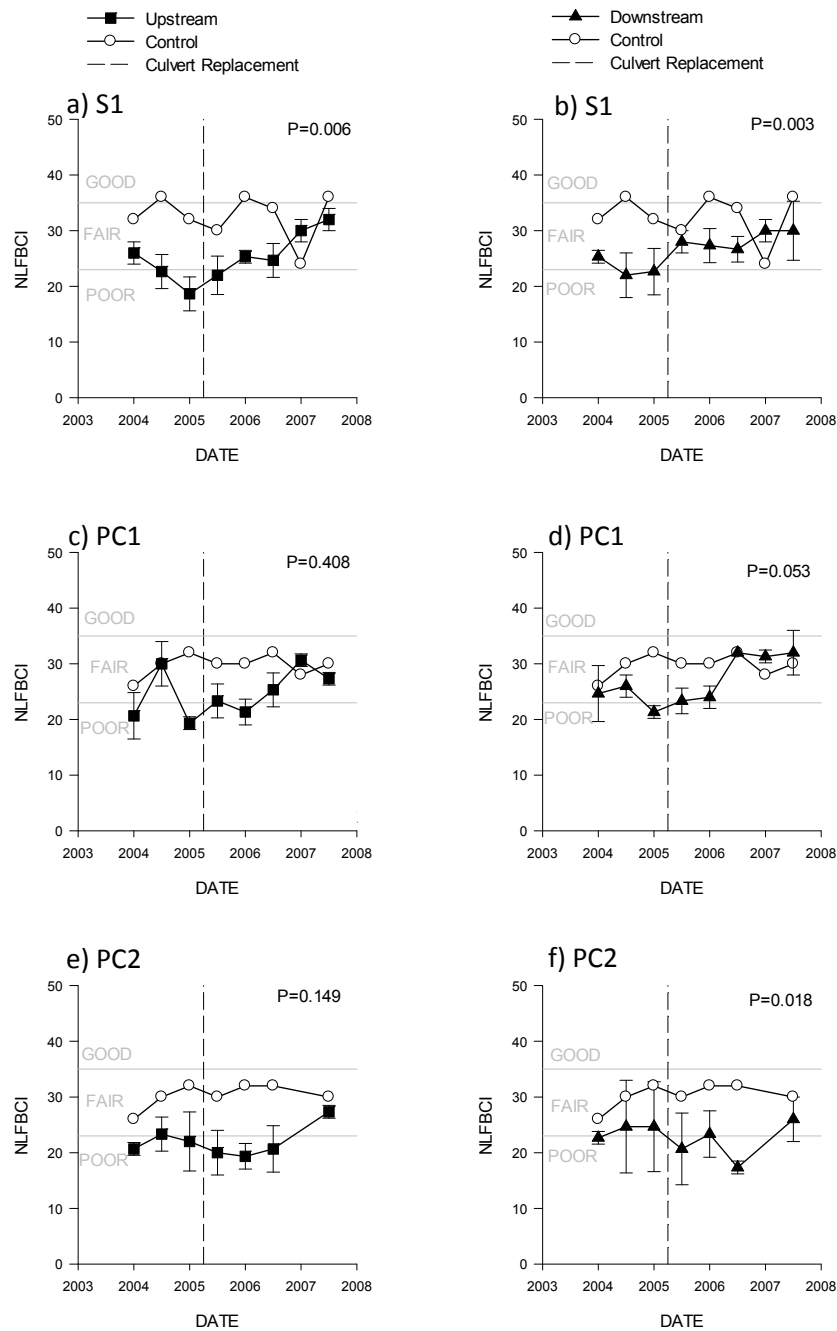 Upstream
Control
Culvert Replacement
Downstream
Control
Culvert Replacement
a) S1
P=0.006
50
40
30
20
10
0
NLFBCI
GOOD
FAIR
POOR
2003 2004 2005 2006 2007 2008
DATE
b) S1
P=0.003
50
40
30
20
10
0
NLFBCI
GOOD
FAIR
POOR
2003 2004 2005 2006 2007 2008
DATE
c) PC1
P=0.408
50
40
30
20
10
0
NLFBCI
GOOD
FAIR
POOR
2003 2004 2005 2006 2007 2008
DATE
d) PC1
P=0.053
50
40
30
20
10
0
NLFBCI
GOOD
FAIR
POOR
2003 2004 2005 2006 2007 2008
DATE
e) PC2
P=0.149
50
40
30
20
10
0
NLFBCI
GOOD
FAIR
POOR
2003 2004 2005 2006 2007 2008
DATE
f) PC2
P=0.018
50
40
30
20
10
0
NLFBCI
GOOD
FAIR
POOR
2003 2004 2005 2006 2007 2008
DATE